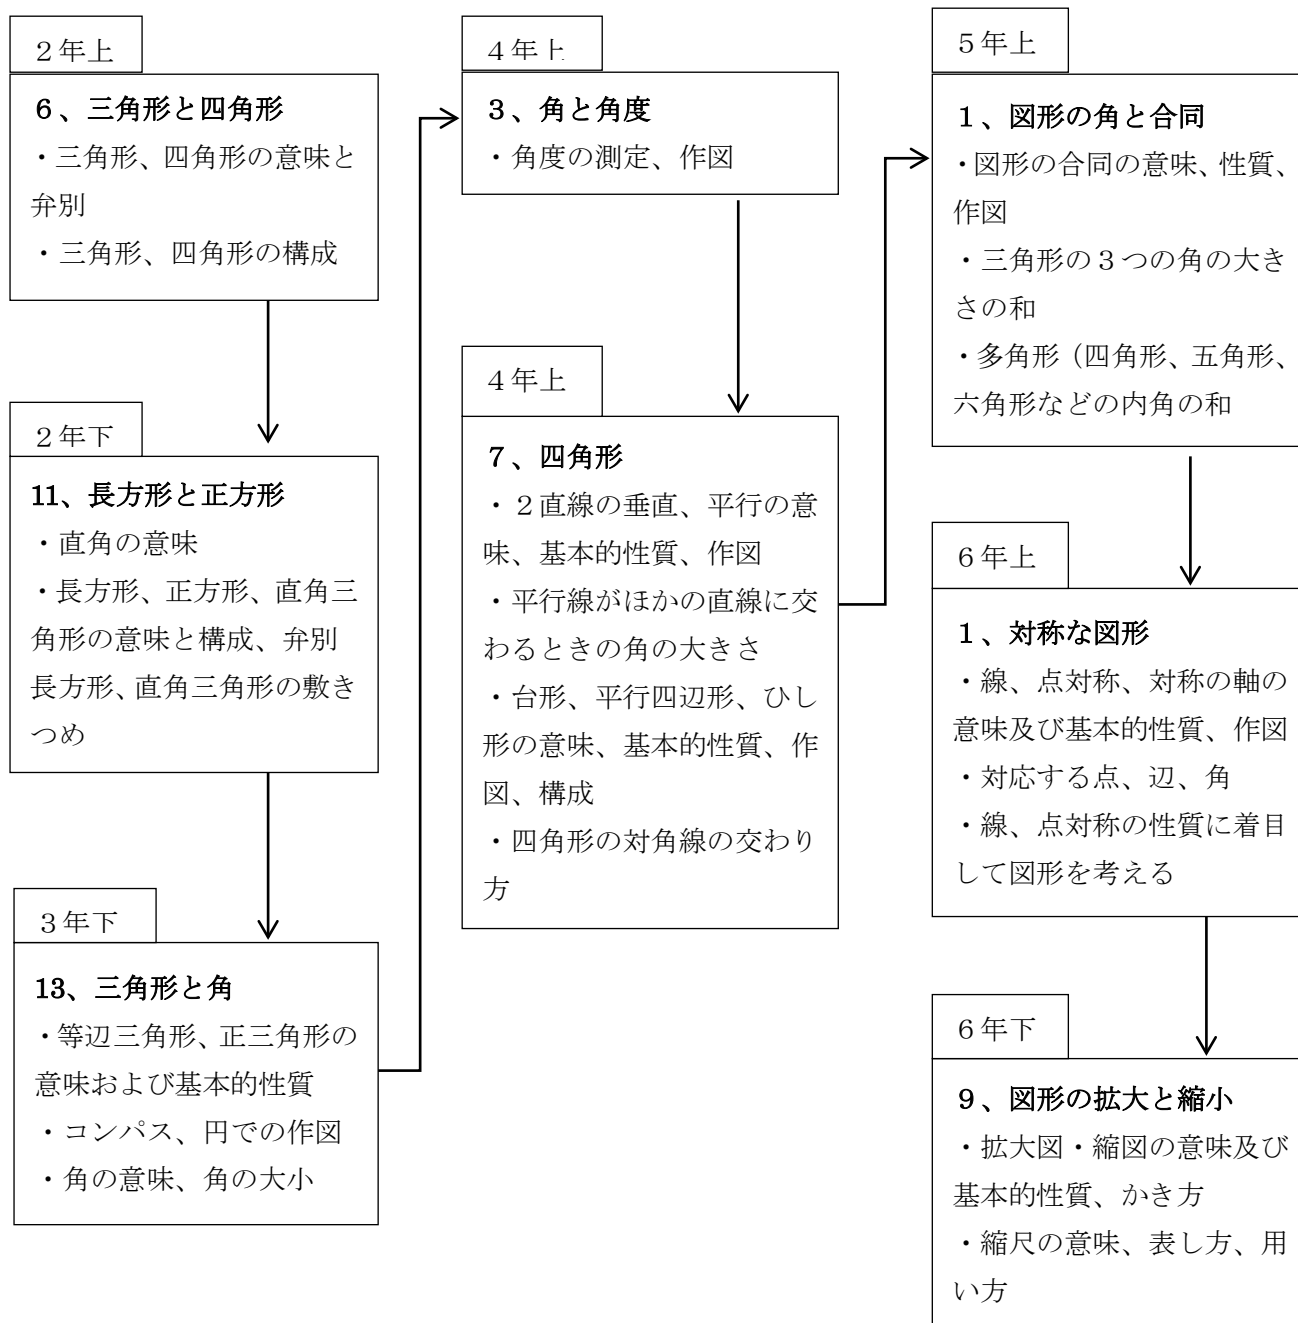 ２年上
６、三角形と四角形
・三角形、四角形の意味と
弁別
・三角形、四角形の構成
２年下
11、長方形と正方形
・直角の意味
・長方形、正方形、直角三
角形の意味と構成、弁別
長方形、直角三角形の敷き
つめ
３年下
13、三角形と角
・等辺三角形、正三角形の
意味および基本的性質
・コンパス、円での作図
・角の意味、角の大小
４年上
３、角と角度
・角度の測定、作図
４年上
７、四角形
・２直線の垂直、平行の意
味、基本的性質、作図
・平行線がほかの直線に交
わるときの角の大きさ
・台形、平行四辺形、ひし
形の意味、基本的性質、作
図、構成
・四角形の対角線の交わり
方
５年上
１、図形の角と合同
・図形の合同の意味、性質、
作図
・三角形の３つの角の大き
さの和
・多角形（四角形、五角形、
六角形などの内角の和
６年上
１、対称な図形
・線、点対称、対称の軸の
意味及び基本的性質、作図
・対応する点、辺、角
・線、点対称の性質に着目
して図形を考える
６年下
９、図形の拡大と縮小
・拡大図・縮図の意味及び
基本的性質、かき方
・縮尺の意味、表し方、用
い方